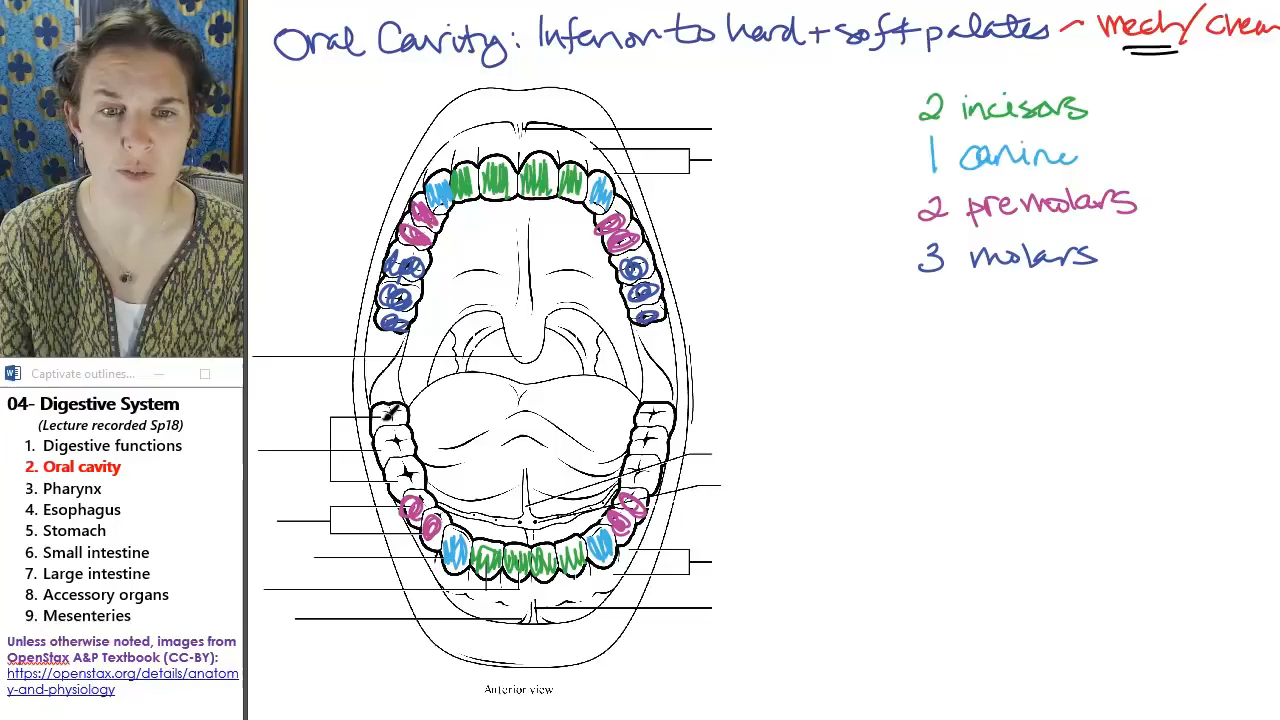 Oral Cavity: Inferior to hard + soft palates - mech/chem
2 incisors
1 canine
2 premolars
3 molars
Captivate outlines...
04- Digestive System
(Lecture recorded Sp18)
1. Digestive functions
2. Oral cavity
3. Pharynx
4. Esophagus
5. Stomach
6. Small intestine
7. Large intestine
8. Accessory organs
9. Mesenteries
Unless otherwise noted, images from
OpenStax A&P Textbook (CC-BY):
https://openstax.org/details/anatom
y-and-physiology
Anterior view